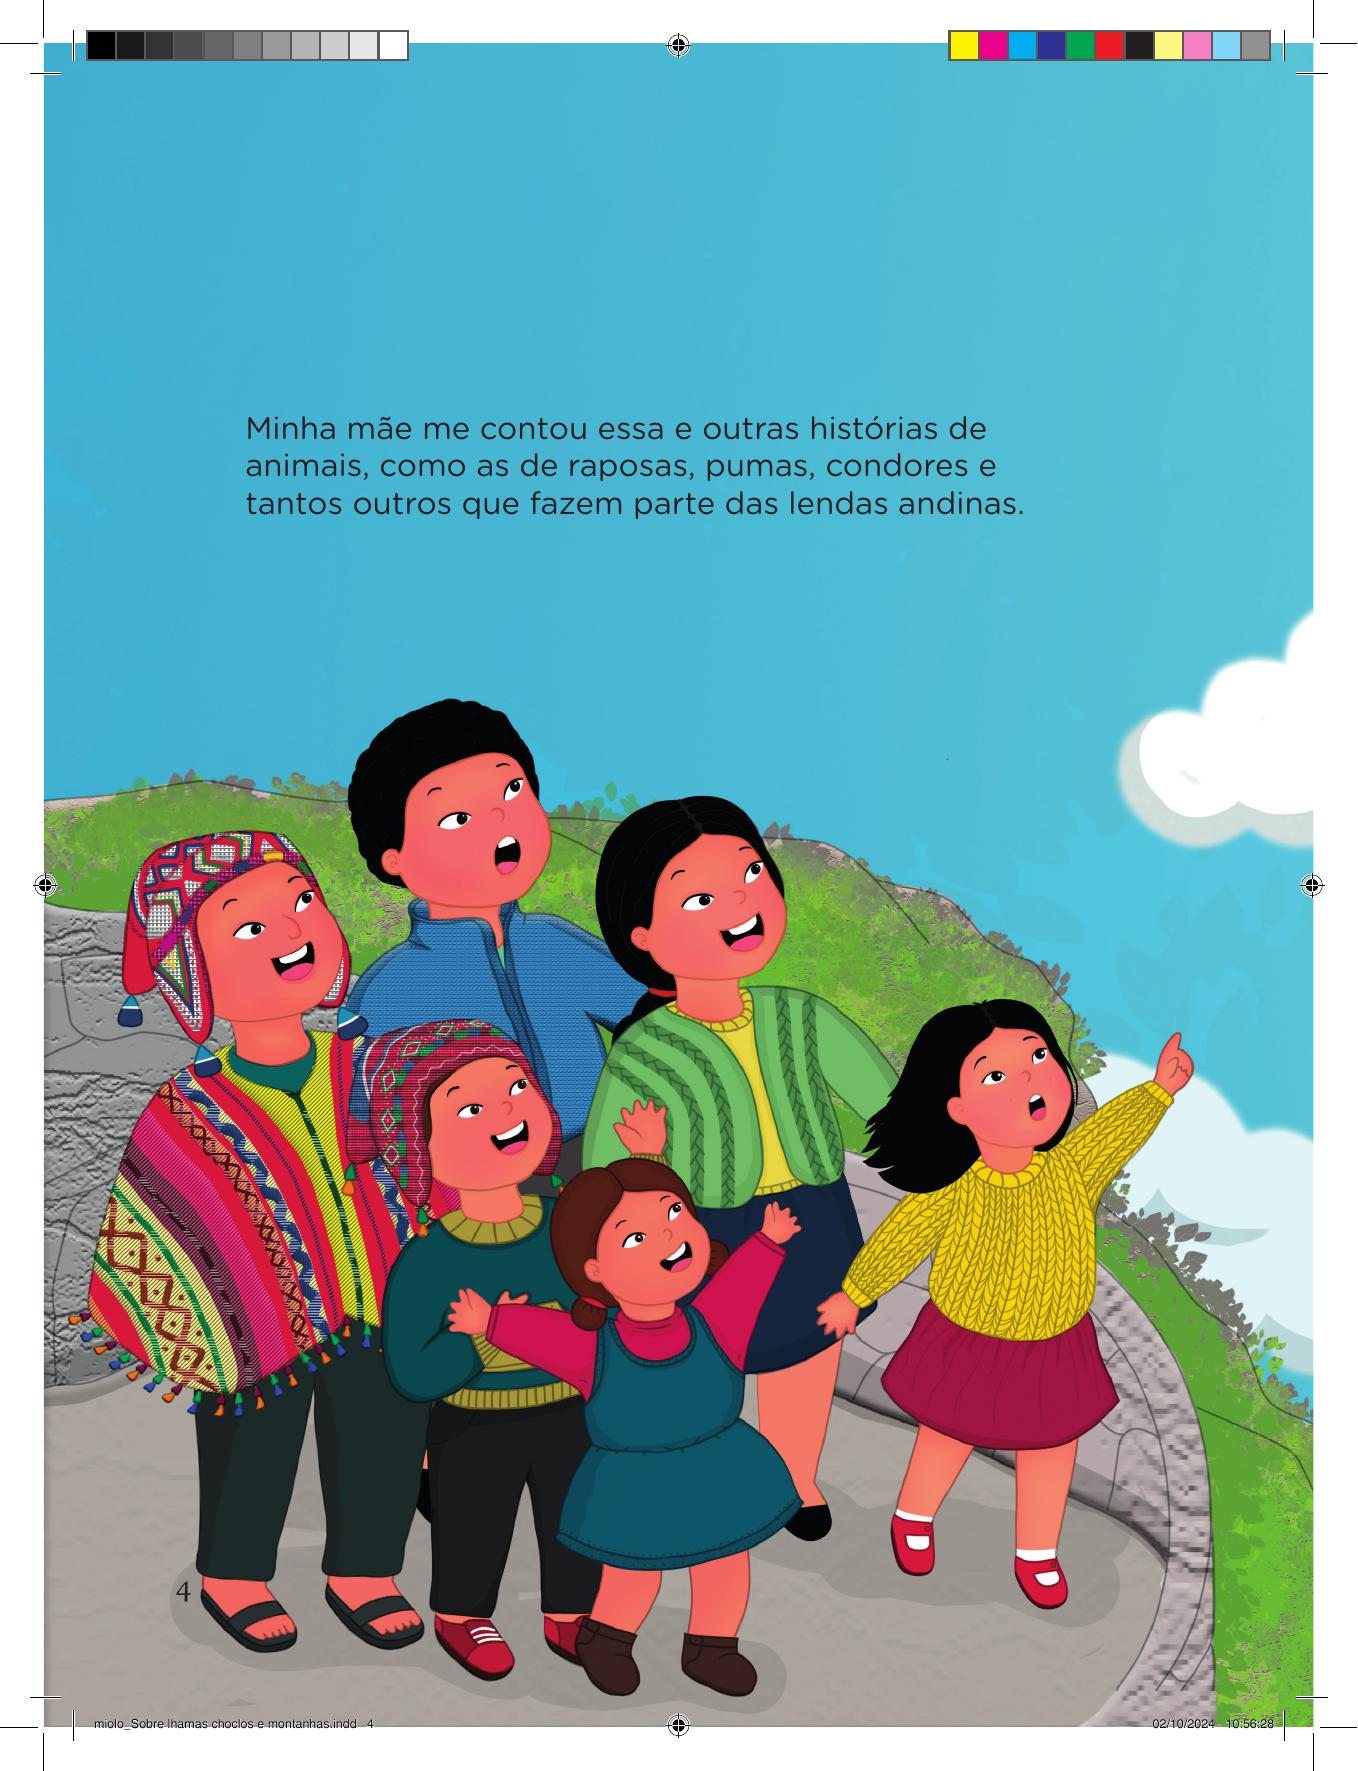 Minha mãe me contou essa e outras histórias de
animais, como as de raposas, pumas, condores e
tantos outros que fazem parte das lendas andinas.
4
miolo_Sobre lhamas choclos e montanhas.indd 4
02/10/2024 10:56:28